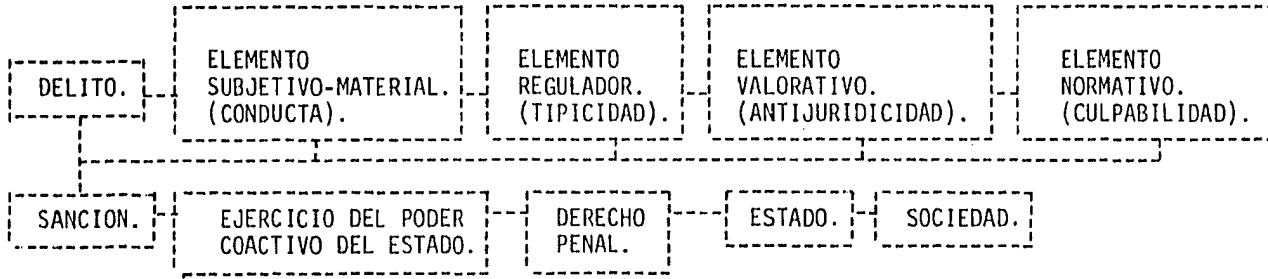 DELITO.
ELEMENTO
SUBJETIVO-MATERIAL.
(CONDUCTA).
ELEMENTO
REGULADOR.
(TIPICIDAD).
ELEMENTO
VALORATIVO.
(ANTIJURIDICIDAD).
ELEMENTO
NORMATIVO.
(CULPABILIDAD).
SANCION.
EJERCICIO DEL PODER
COACTIVO DEL ESTADO.
DERECHO
PENAL.
ESTADO.
SOCIEDAD.